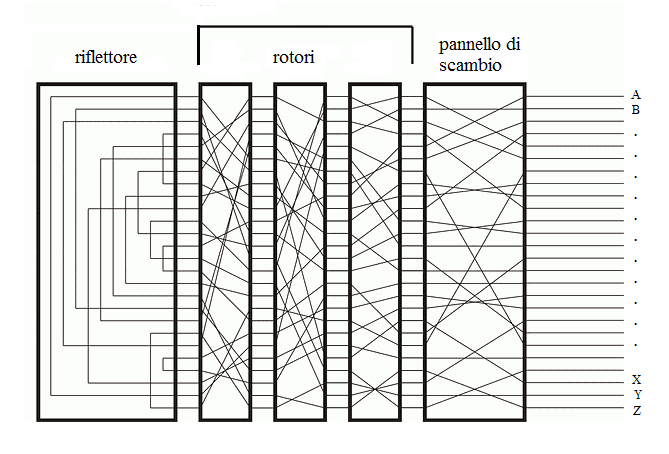 riflettore
rotori
pannello di
scambio
A
B
.
.
.
.
.
.
.
.
.
.
.
X
Y
Z